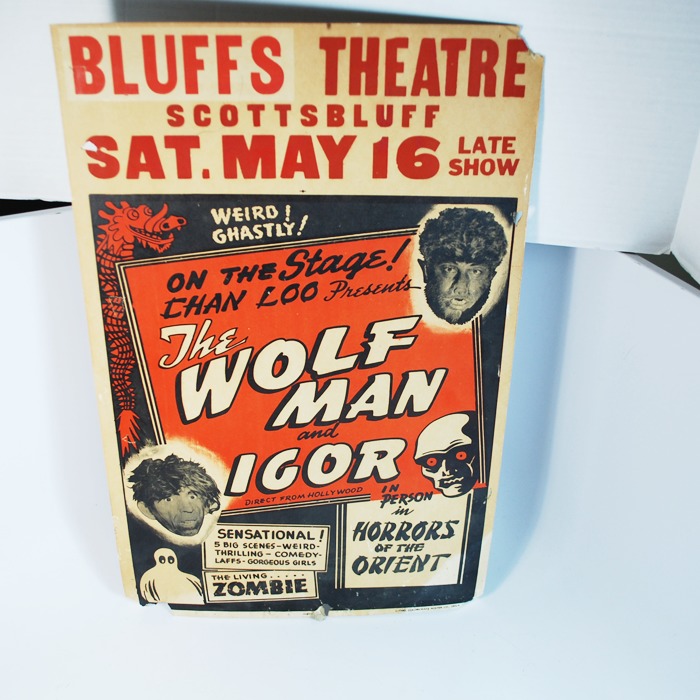 BLUFFS THEATRE
SCOTTSBLUFF
SAT. MAY 16 LATE SHOW
WEIRD!
GHASTLY!
ON THE Stage!
CHAN LOO Presents
The
WOLF
MAN
and
IGOR
DIRECT FROM HOLLYWOOD
IN
PERSON
in
HORRORS
OF THE
ORIENT
SENSATIONAL!
5 BIG SCENES-WEIRD-
THRILLING - COMEDY-
LAFFS - GORGEOUS GIRLS
THE LIVING.....
ZOMBIE